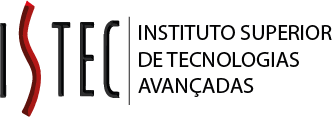 ISTEC
INSTITUTO SUPERIOR
DE TECNOLOGIAS
AVANÇADAS